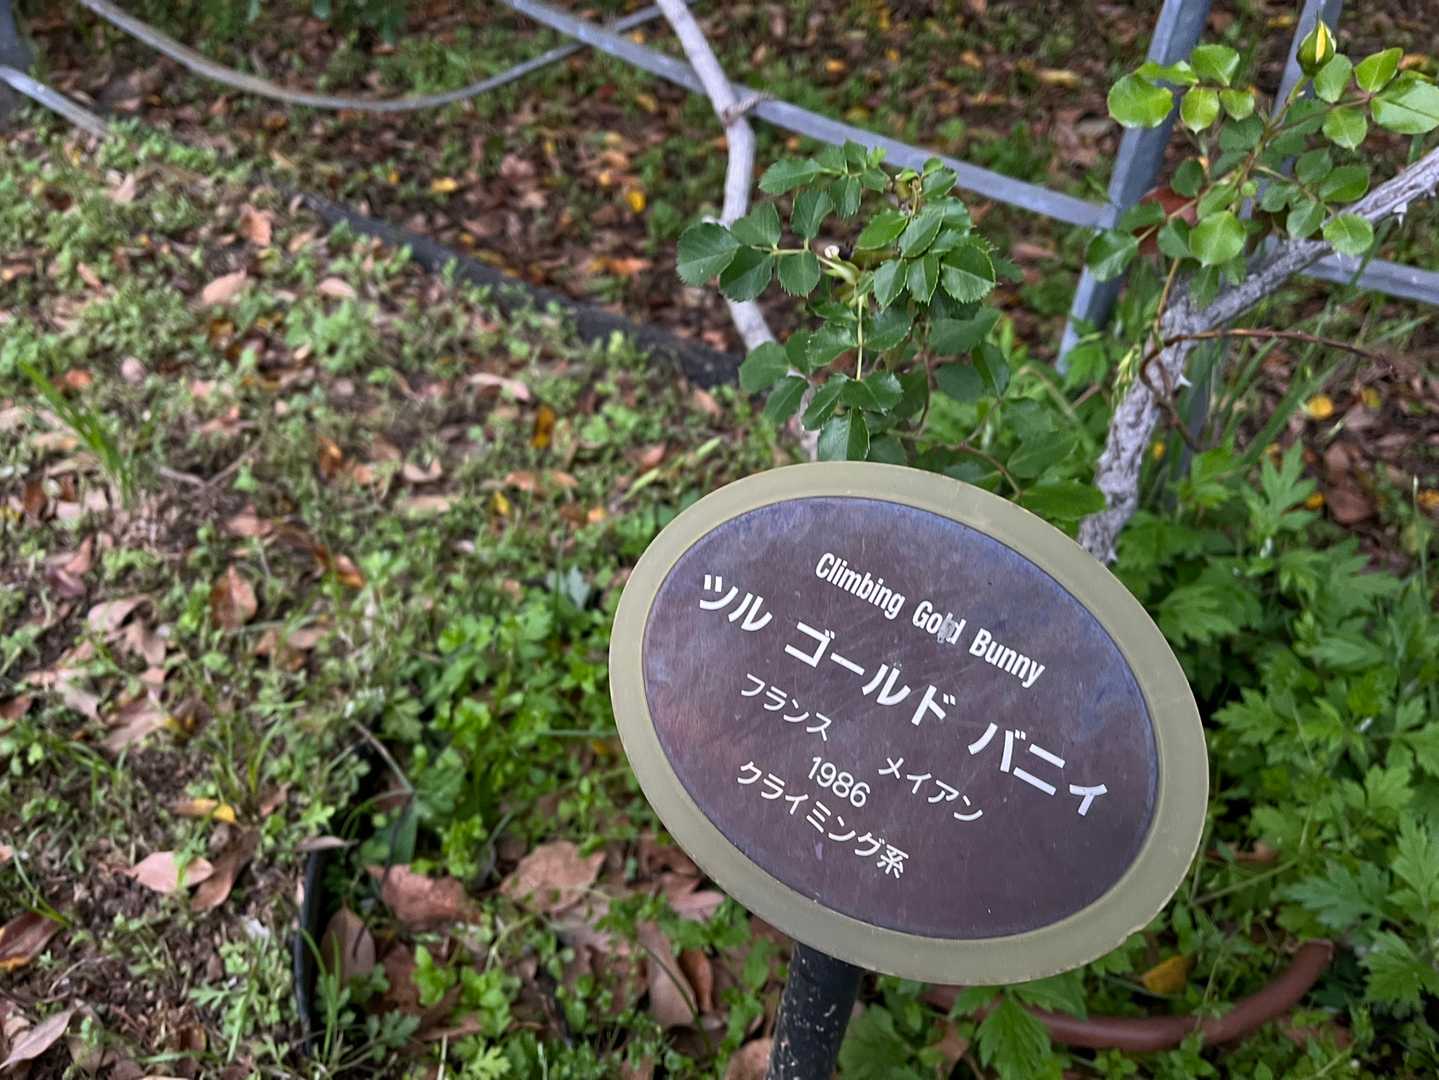 Climbing Gold Bunny
ツル ゴールド バニィ
フランス メイアン
1986
クライミング系